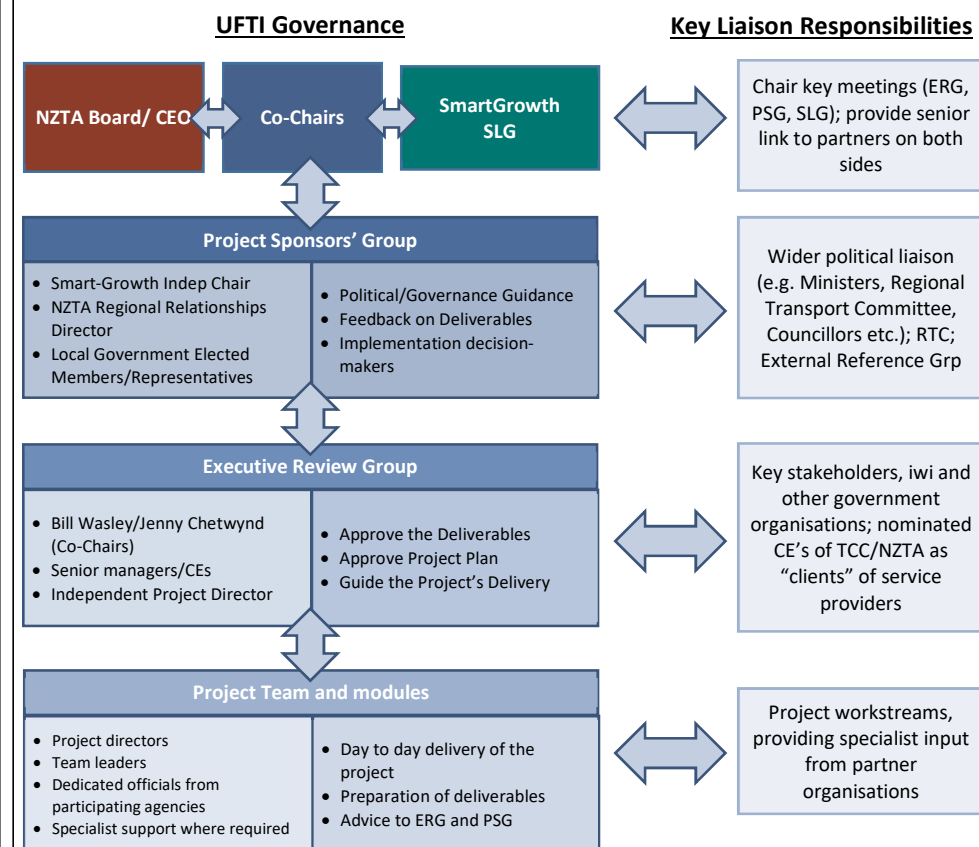 UFTI Governance
Key Liaison Responsibilities
NZTA Board/ CEO
Co-Chairs
SmartGrowth
SLG
Chair key meetings (ERG,
PSG, SLG); provide senior
link to partners on both
sides
Project Sponsors’ Group
• Smart-Growth Indep Chair
• NZTA Regional Relationships
Director
• Local Government Elected
Members/Representatives
• Political/Governance Guidance
• Feedback on Deliverables
• Implementation decision-
makers
Wider political liaison
(e.g. Ministers, Regional
Transport Committee,
Councillors etc.); RTC;
External Reference Grp
Executive Review Group
• Bill Wasley/Jenny Chetwynd
(Co-Chairs)
• Senior managers/CEs
• Independent Project Director
• Approve the Deliverables
• Approve Project Plan
• Guide the Project’s Delivery
Key stakeholders, iwi and
other government
organisations; nominated
CE’s of TCC/NZTA as
“clients” of service
providers
Project Team and modules
• Project directors
• Team leaders
• Dedicated officials from
participating agencies
• Specialist support where required
• Day to day delivery of the
project
• Preparation of deliverables
• Advice to ERG and PSG
Project workstreams,
providing specialist input
from partner
organisations